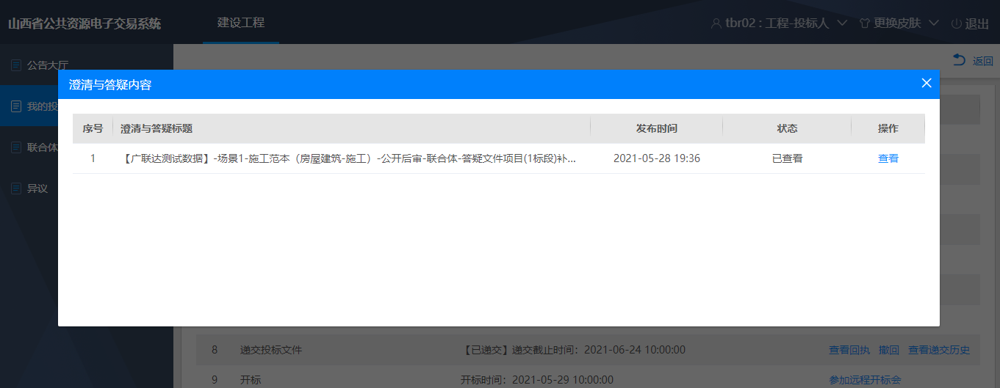 山西省公共资源电子交易系统 建设工程 tbr02 : 工程-投标人 更换皮肤 退出
公告大厅 返回
澄清与答疑内容
我的投
序号 澄清与答疑标题 发布时间 状态 操作
联合体
1 【广联达测试数据】-场景1-施工范本（房屋建筑-施工）-公开后审-联合体-答疑文件项目(1标段)补... 2021-05-28 19:36 已查看 查看
异议
8 递交投标文件 【已递交】递交截止时间：2021-06-24 10:00:00 查看回执 撤回 查看递交历史
9 开标 开标时间：2021-05-29 10:00:00 参加远程开标会